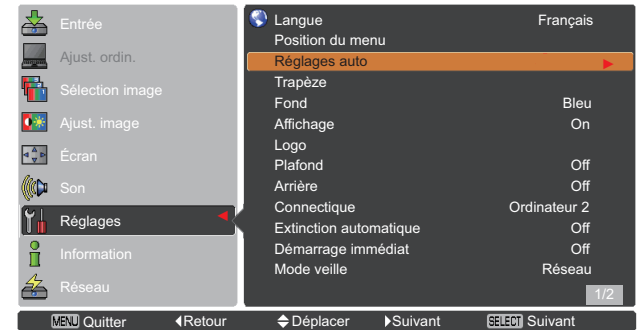 Entrée
Ajust. ordin.
Sélection image
Ajust. image
Écran
Son
Réglages
Information
Réseau
Langue Français
Position du menu
Réglages auto
Trapèze
Fond Bleu
Affichage On
Logo
Plafond Off
Arrière Off
Connectique Ordinateur 2
Extinction automatique Off
Démarrage immédiat Off
Mode veille Réseau
1/2
MENU Quitter Retour Déplacer Suivant SELECT Suivant